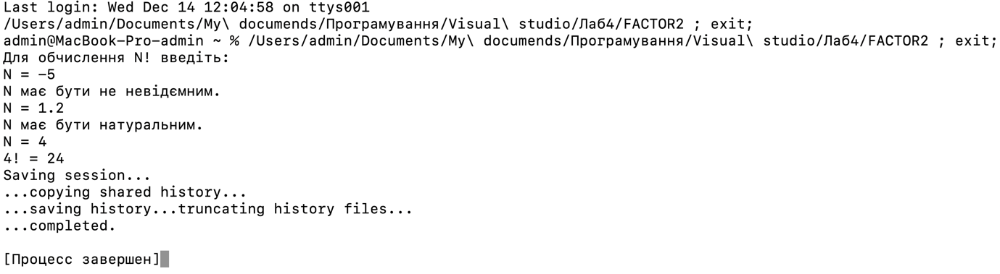 Last login: Wed Dec 14 12:04:58 on ttys001
/Users/admin/Documents/My\ documends/Програмування/Visual\ studio/Лаб4/FACTOR2 ; exit;
admin@MacBook-Pro-admin ~ % /Users/admin/Documents/My\ documends/Програмування/Visual\ studio/Лаб4/FACTOR2 ; exit;
Для обчислення N! введіть:
N = -5
N має бути не невідємним.
N = 1.2
N має бути натуральним.
N = 4
4! = 24
Saving session...
...copying shared history...
...saving history...truncating history files...
...completed.
[Процесс завершен]